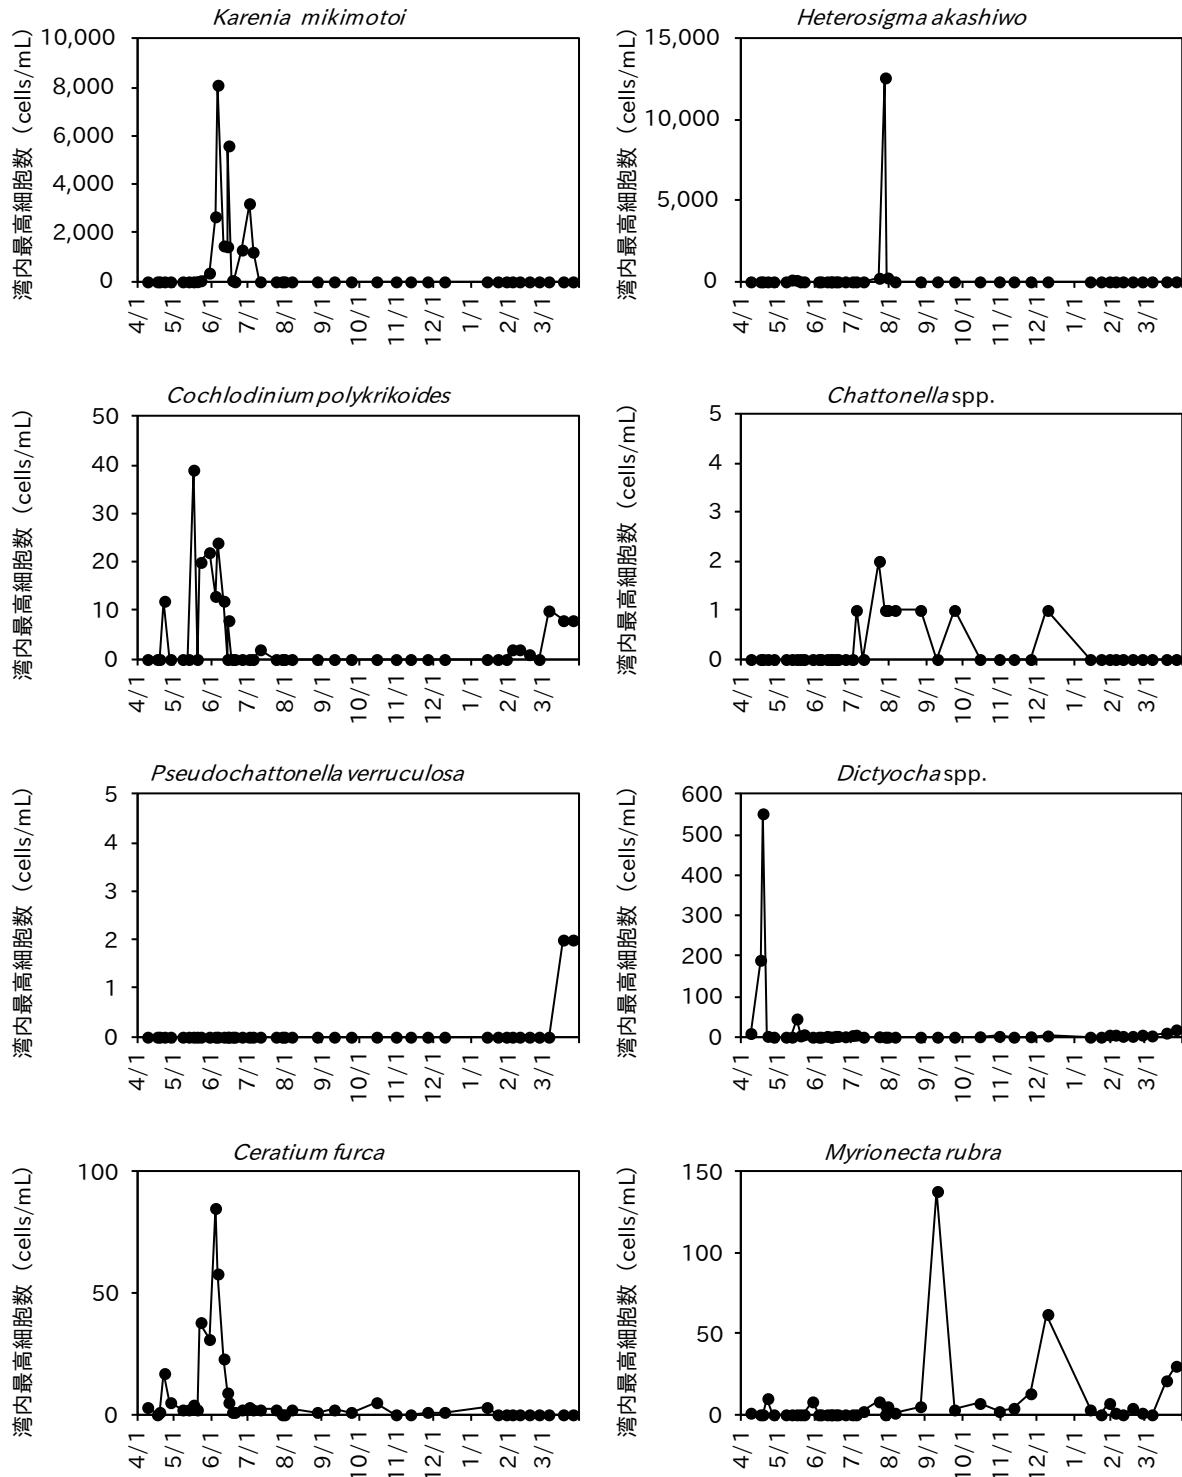 Karenia mikimotoi
湾内最高細胞数（cells/mL）
10,000
8,000
6,000
4,000
2,000
0
4/1 5/1 6/1 7/1 8/1 9/1 10/1 11/1 12/1 1/1 2/1 3/1
Heterosigma akashiwo
湾内最高細胞数（cells/mL）
15,000
10,000
5,000
0
4/1 5/1 6/1 7/1 8/1 9/1 10/1 11/1 12/1 1/1 2/1 3/1
Cochlodinium polykrikoides
湾内最高細胞数（cells/mL）
50
40
30
20
10
0
4/1 5/1 6/1 7/1 8/1 9/1 10/1 11/1 12/1 1/1 2/1 3/1
Chattonella spp.
湾内最高細胞数（cells/mL）
5
4
3
2
1
0
4/1 5/1 6/1 7/1 8/1 9/1 10/1 11/1 12/1 1/1 2/1 3/1
Pseudochattonella verruculosa
湾内最高細胞数（cells/mL）
5
4
3
2
1
0
4/1 5/1 6/1 7/1 8/1 9/1 10/1 11/1 12/1 1/1 2/1 3/1
Dictyocha spp.
湾内最高細胞数（cells/mL）
600
500
400
300
200
100
0
4/1 5/1 6/1 7/1 8/1 9/1 10/1 11/1 12/1 1/1 2/1 3/1
Ceratium furca
湾内最高細胞数（cells/mL）
100
50
0
4/1 5/1 6/1 7/1 8/1 9/1 10/1 11/1 12/1 1/1 2/1 3/1
Myrionecta rubra
湾内最高細胞数（cells/mL）
150
100
50
0
4/1 5/1 6/1 7/1 8/1 9/1 10/1 11/1 12/1 1/1 2/1 3/1